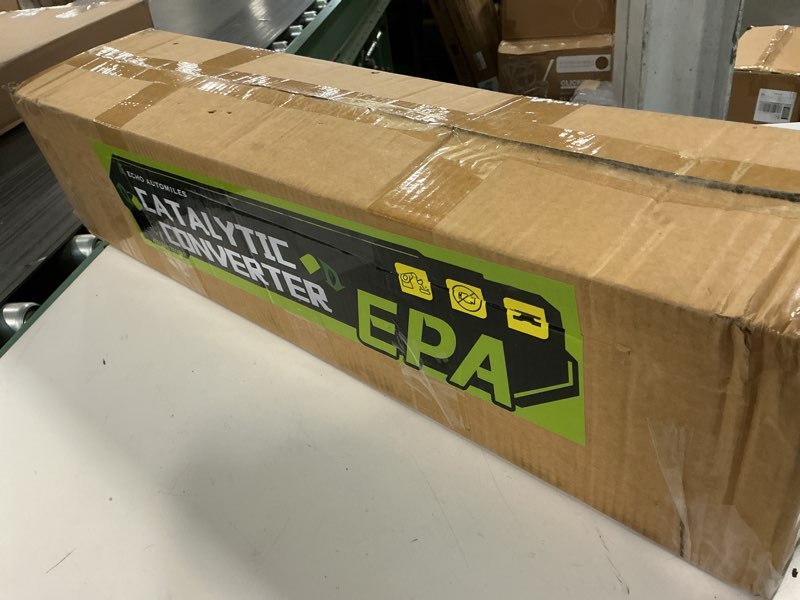 ECHO AUTOMILES
CATALYTIC
CONVERTER
EPA